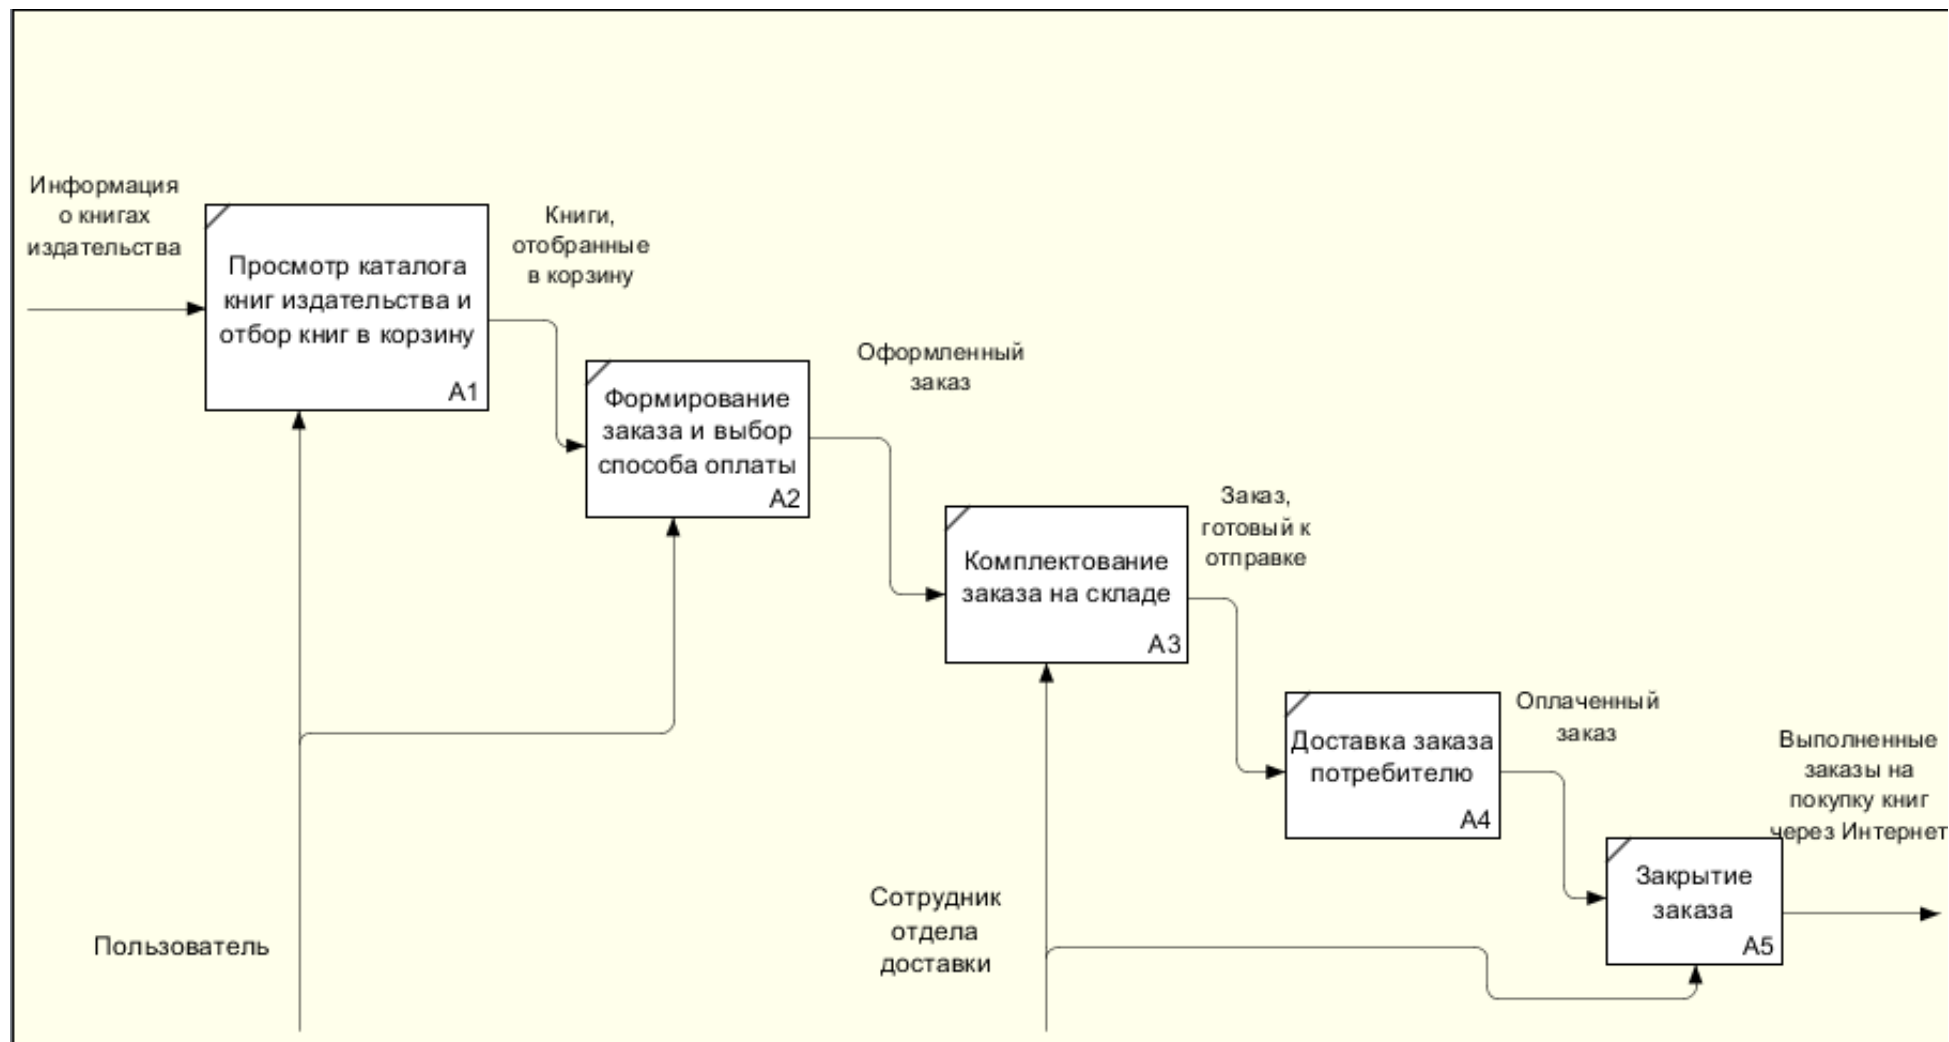 Информация
о книгах
издательства
Просмотр каталога
книг издательства и
отбор книг в корзину
A1
Книги,
отобранные
в корзину
Формирование
заказа и выбор
способа оплаты
A2
Оформленный
заказ
Комплектование
заказа на складе
A3
Заказ,
готовый к
отправке
Доставка заказа
потребителю
A4
Оплаченный
заказ
Закрытие
заказа
A5
Выполненные
заказы на
покупку книг
через Интернет
Пользователь
Сотрудник
отдела
доставки